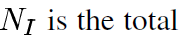 N_I is the total